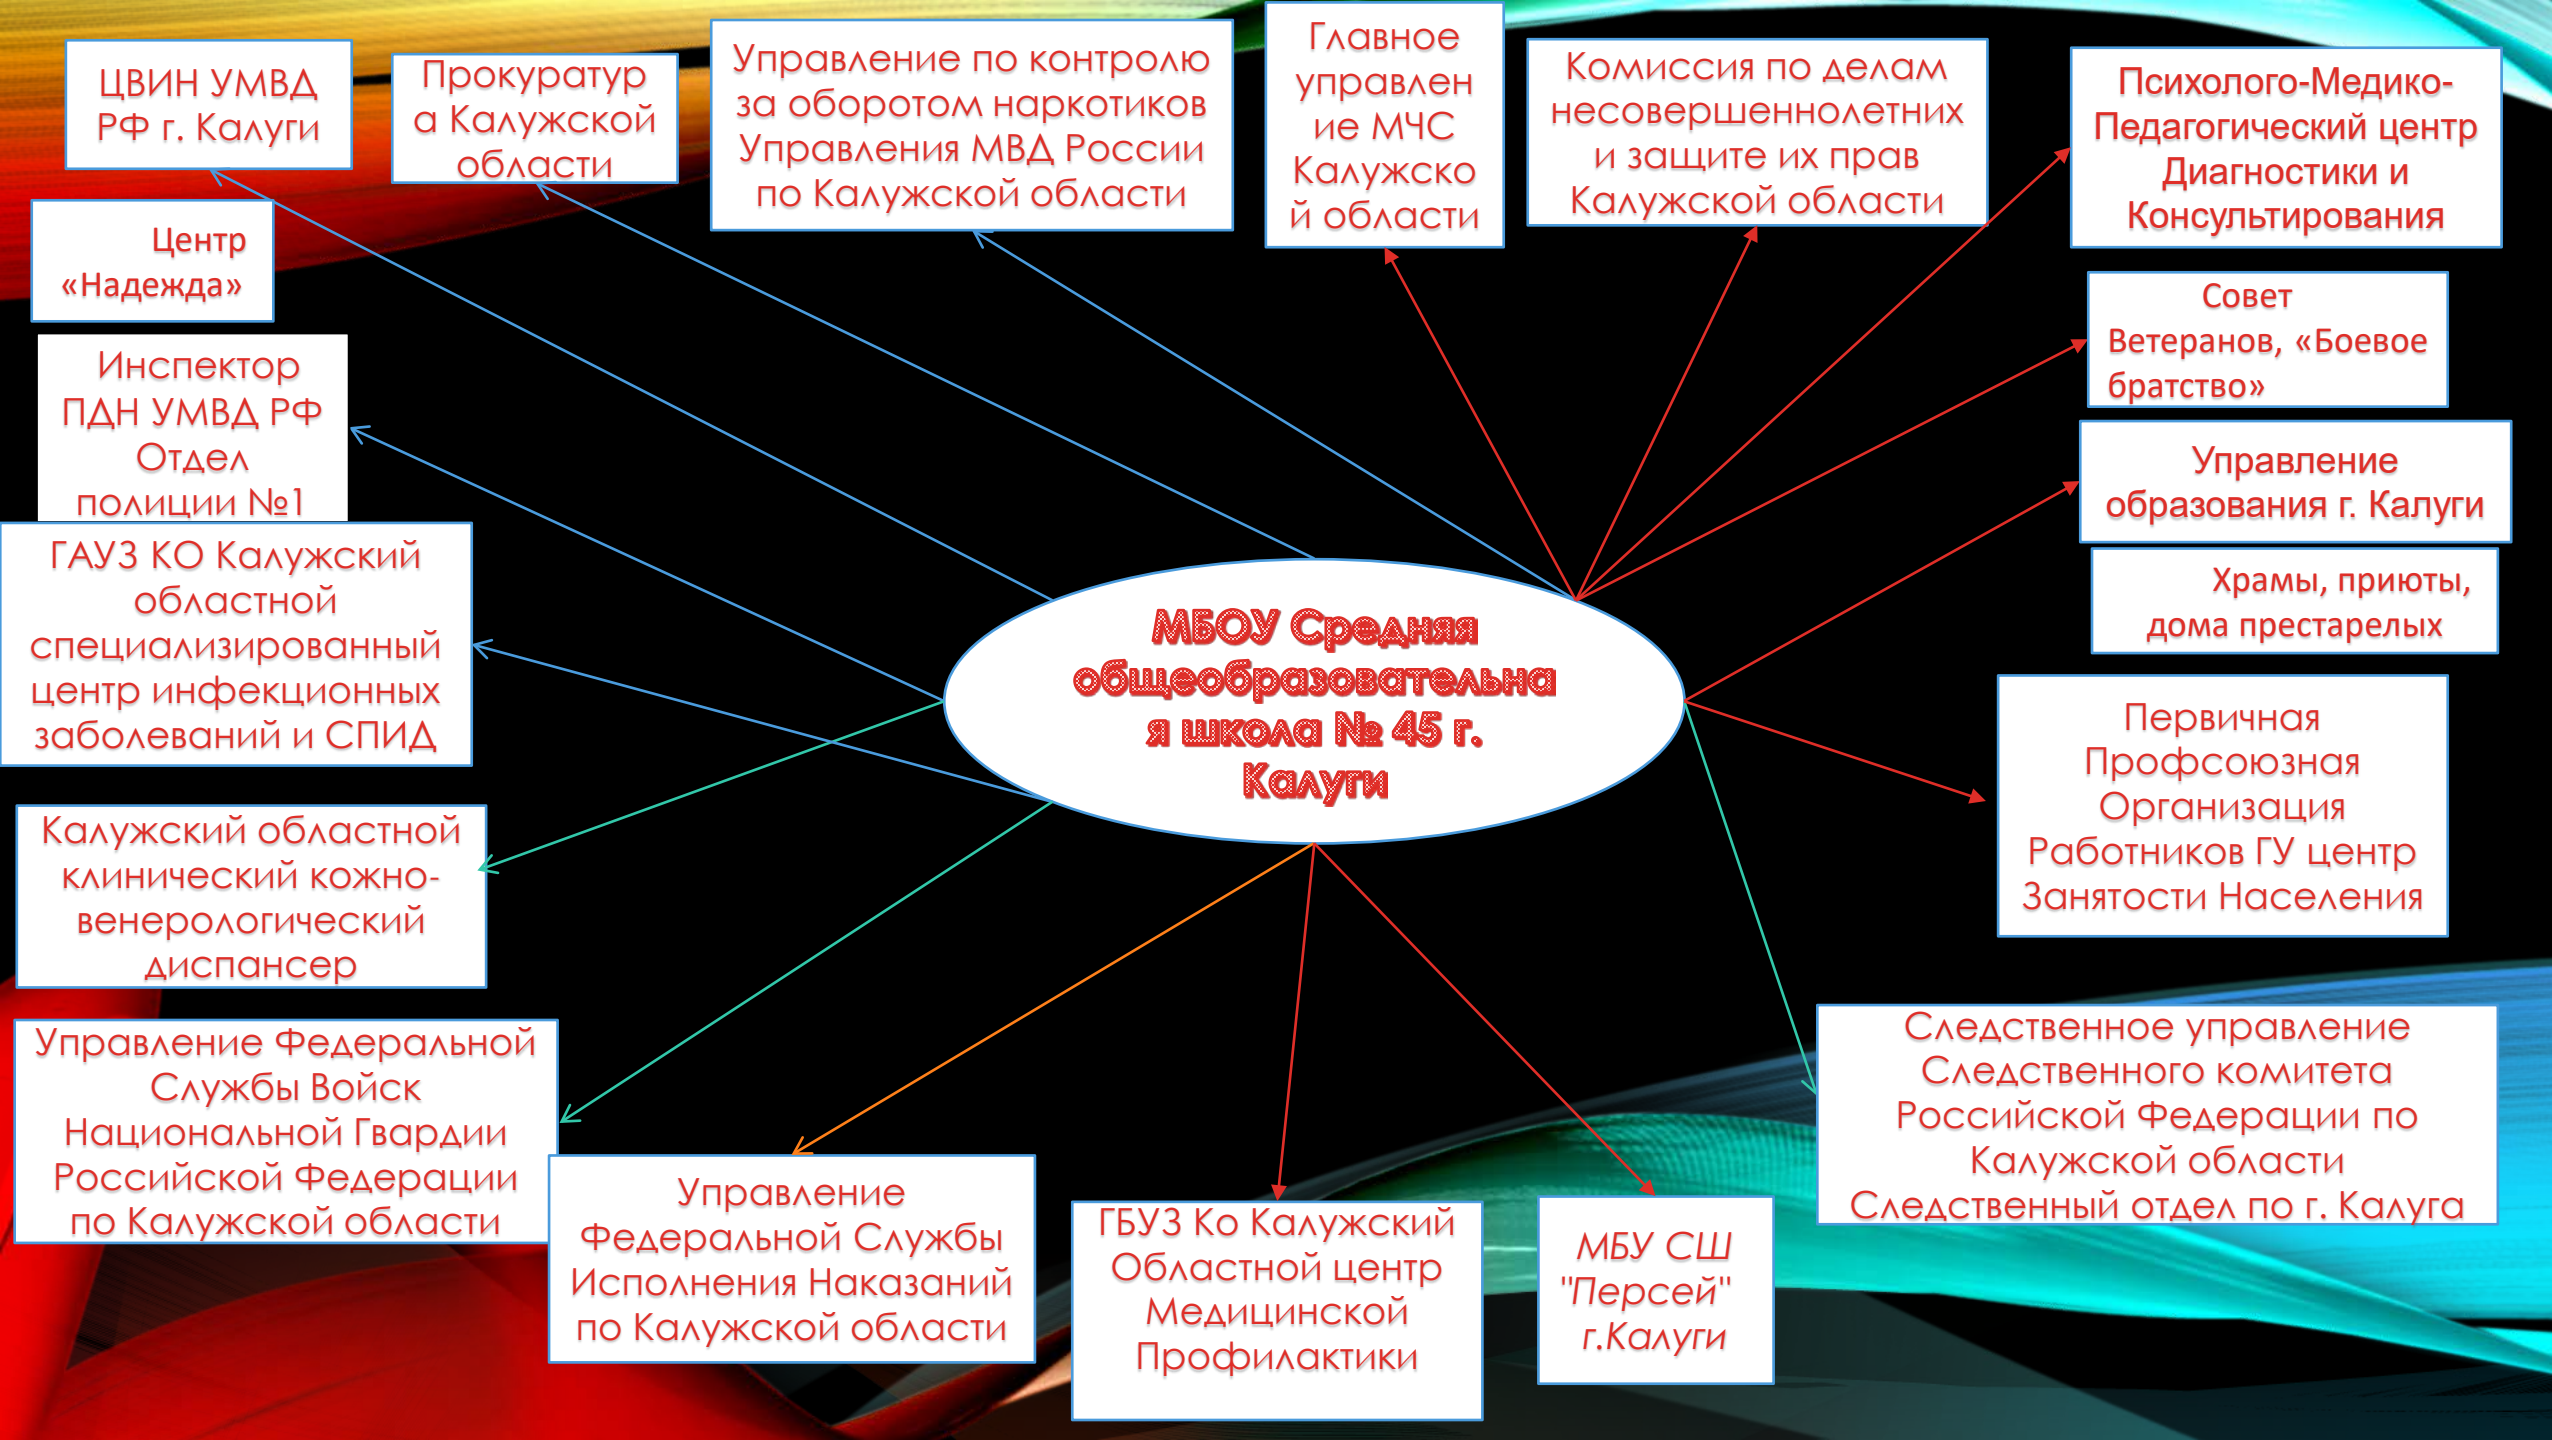 ЦВИН УМВД
РФ г. Калуги
Прокуратур
а Калужской
области
Управление по контролю
за оборотом наркотиков
Управления МВД России
по Калужской области
Главное
управлен
ие МЧС
Калужско
й области
Комиссия по делам
несовершеннолетних
и защите их прав
Калужской области
Психолого-Медико-
Педагогический центр
Диагностики и
Консультирования
Центр
«Надежда»
Совет
Ветеранов, «Боевое
братство»
Инспектор
ПДН УМВД РФ
Отдел
полиции №1
Управление
образования г. Калуги
ГАУЗ КО Калужский
областной
специализированный
центр инфекционных
заболеваний и СПИД
Храмы, приюты,
дома престарелых
МБОУ Средняя
общеобразовательна
я школа № 45 г.
Калуги
Первичная
Профсоюзная
Организация
Работников ГУ центр
Занятости Населения
Калужский областной
клинический кожно-
венерологический
диспансер
Управление Федеральной
Службы Войск
Национальной Гвардии
Российской Федерации
по Калужской области
Следственное управление
Следственного комитета
Российской Федерации по
Калужской области
Следственный отдел по г. Калуга
Управление
Федеральной Службы
Исполнения Наказаний
по Калужской области
ГБУЗ Ко Калужский
Областной центр
Медицинской
Профилактики
МБУ СШ
"Персей"
г.Калуги